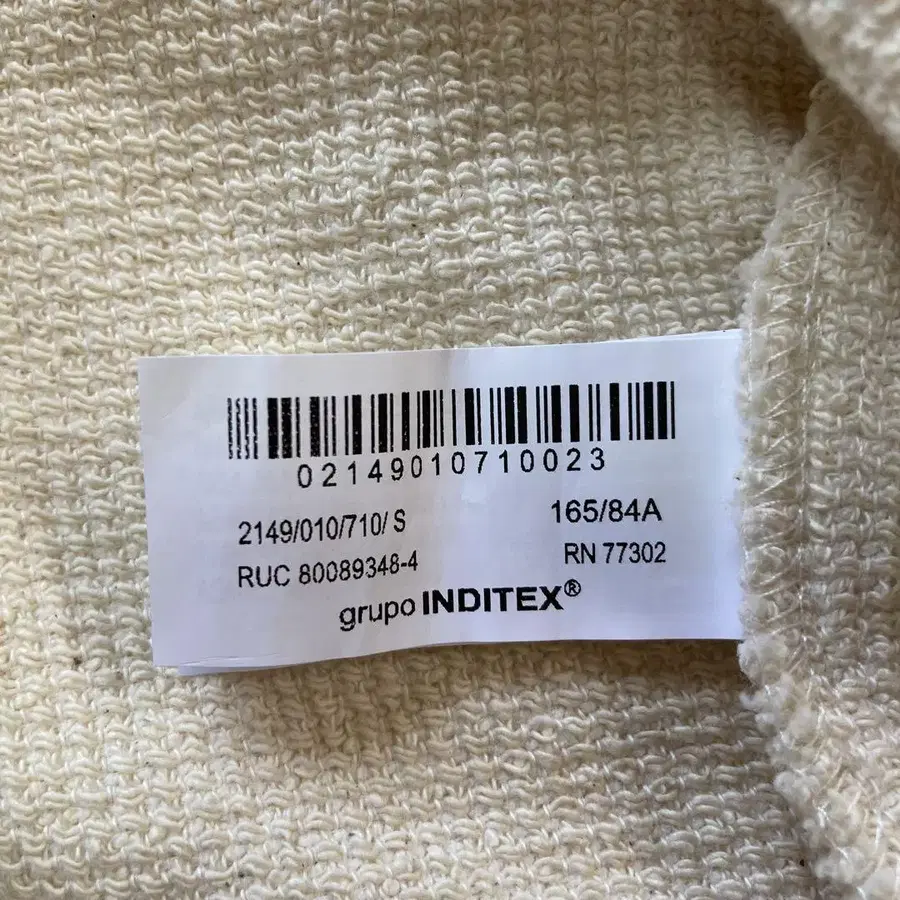 02149010710023
2149/010/710/ S
165/84A
RUC 80089348-4
RN 77302
grupo INDITEX®